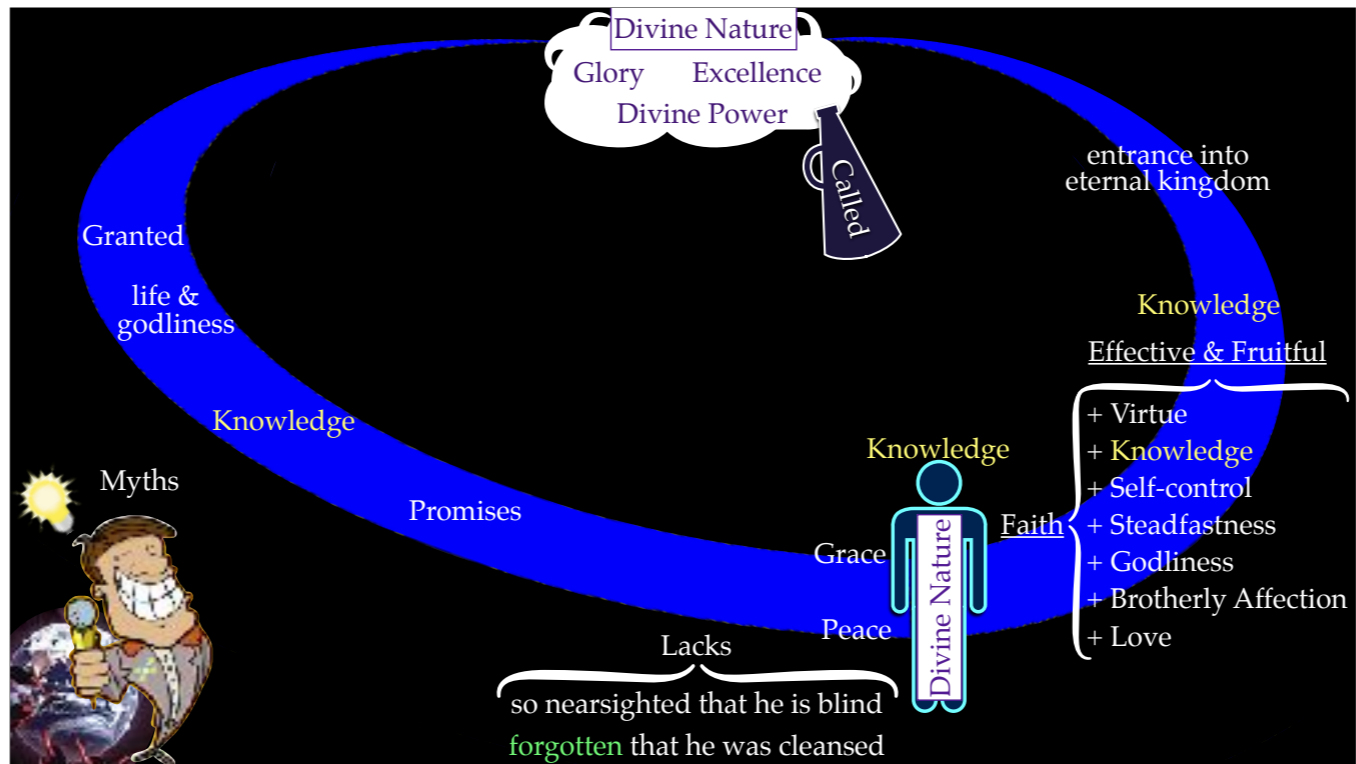 Divine Nature
Glory Excellence
Divine Power
Called
entrance into
eternal kingdom
Granted
life &
godliness
Knowledge
Promises
Myths
Knowledge
Grace
Peace
Divine Nature
Faith
Knowledge
Effective & Fruitful
+ Virtue
+ Knowledge
+ Self-control
+ Steadfastness
+ Godliness
+ Brotherly Affection
+ Love
Lacks
so nearsighted that he is blind
forgotten that he was cleansed